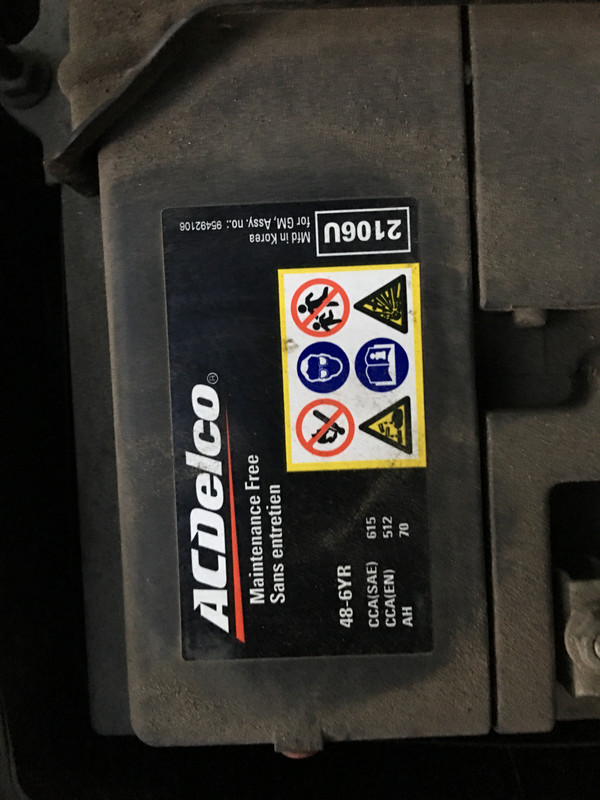 ACDelco®
Maintenance Free
Sans entretien
48-6YR
CCA(SAE) 615
CCA(EN) 512
AH 70
2106U
Mfd in Korea
for GM, Assy. no.: 95492106